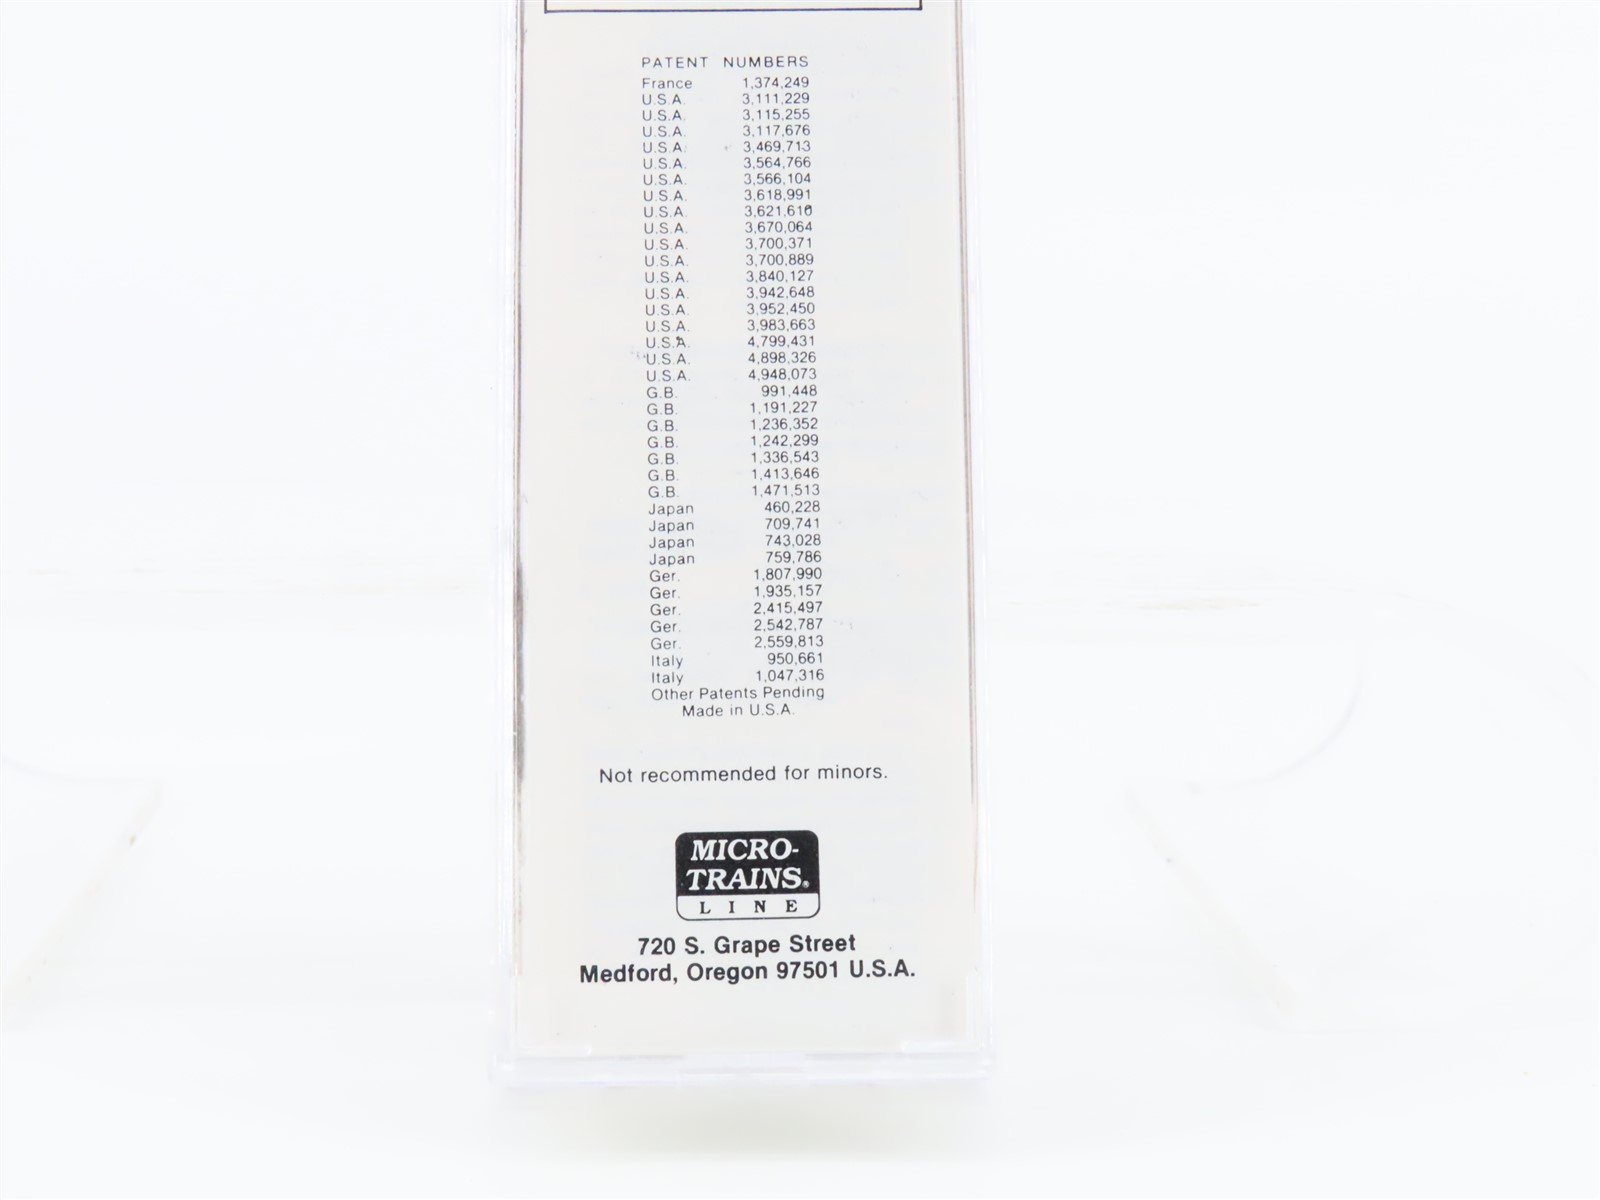 PATENT NUMBERS
France 1,374,249
U.S.A. 3,111,229
U.S.A. 3,115,255
U.S.A. 3,117,676
U.S.A. 3,469,713
U.S.A. 3,564,766
U.S.A. 3,566,104
U.S.A. 3,618,991
U.S.A. 3,621,610
U.S.A. 3,670,064
U.S.A. 3,700,371
U.S.A. 3,700,889
U.S.A. 3,840,127
U.S.A. 3,942,648
U.S.A. 3,952,450
U.S.A. 3,983,663
U.S.A. 4,799,431
U.S.A. 4,898,326
U.S.A. 4,948,073
G.B. 991,448
G.B. 1,191,227
G.B. 1,236,352
G.B. 1,242,299
G.B. 1,336,543
G.B. 1,413,646
G.B. 1,471,513
Japan 460,228
Japan 709,741
Japan 743,028
Japan 759,786
Ger. 1,807,990
Ger. 1,935,157
Ger. 2,415,497
Ger. 2,542,787
Ger. 2,559,813
Italy 950,661
Italy 1,047,316
Other Patents Pending
Made in U.S.A.
Not recommended for minors.
MICRO-
TRAINS®
LINE
720 S. Grape Street
Medford, Oregon 97501 U.S.A.